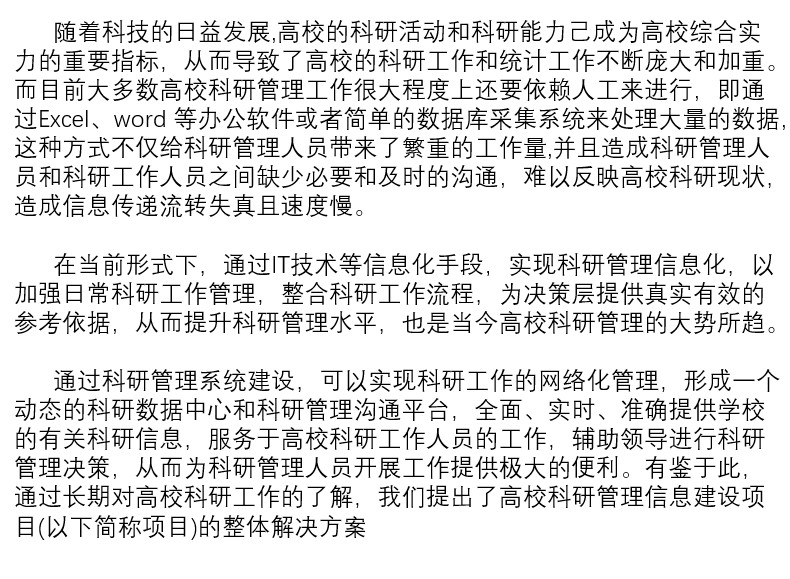 随着科技的日益发展,高校的科研活动和科研能力己成为高校综合实
力的重要指标，从而导致了高校的科研工作和统计工作不断庞大和加重。
而目前大多数高校科研管理工作很大程度上还要依赖人工来进行，即通
过Excel、word 等办公软件或者简单的数据库采集系统来处理大量的数据,
这种方式不仅给科研管理人员带来了繁重的工作量,并且造成科研管理人
员和科研工作人员之间缺少必要和及时的沟通，难以反映高校科研现状,
造成信息传递流转失真且速度慢。
在当前形式下，通过IT技术等信息化手段，实现科研管理信息化，以
加强日常科研工作管理，整合科研工作流程，为决策层提供真实有效的
参考依据，从而提升科研管理水平，也是当今高校科研管理的大势所趋。
通过科研管理系统建设，可以实现科研工作的网络化管理，形成一个
动态的科研数据中心和科研管理沟通平台，全面、实时、准确提供学校
的有关科研信息，服务于高校科研工作人员的工作，辅助领导进行科研
管理决策，从而为科研管理人员开展工作提供极大的便利。有鉴于此，
通过长期对高校科研工作的了解，我们提出了高校科研管理信息建设项
目(以下简称项目)的整体解决方案